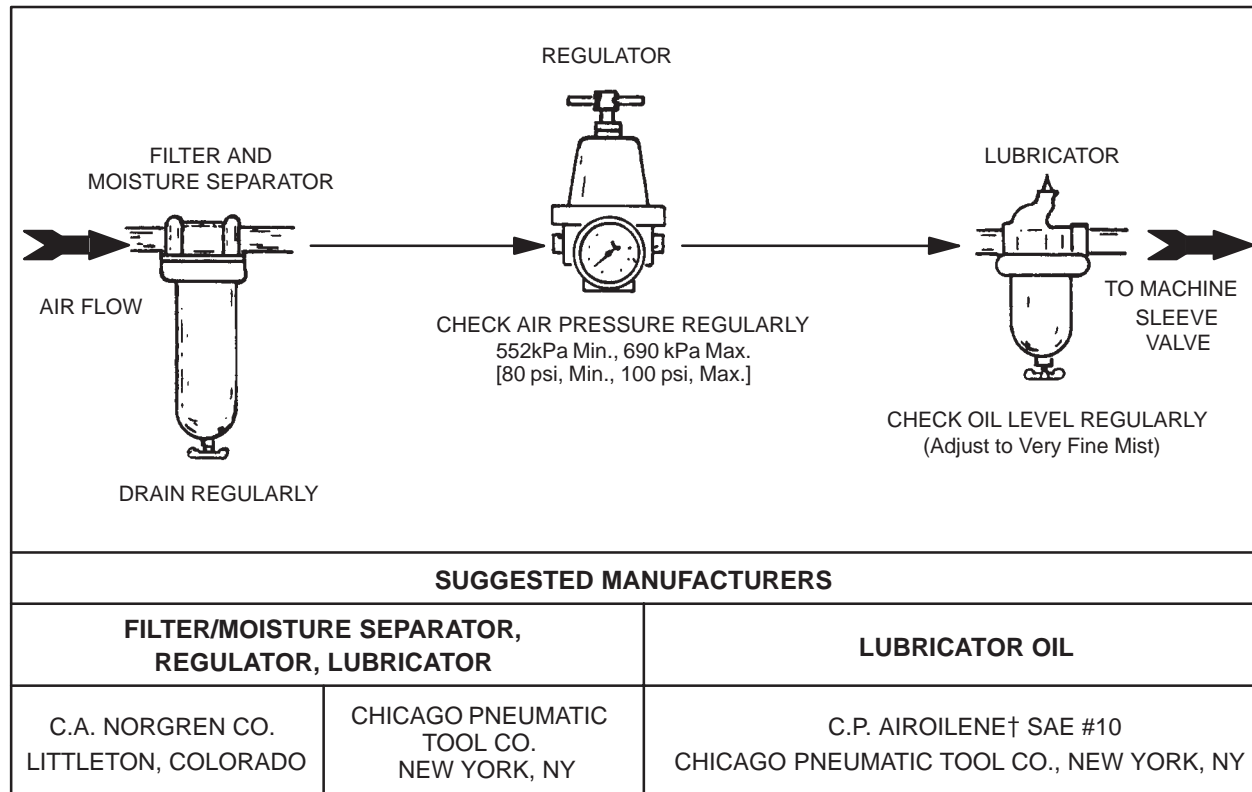 REGULATOR
FILTER AND
MOISTURE SEPARATOR
LUBRICATOR
AIR FLOW
TO MACHINE
SLEEVE
VALVE
CHECK AIR PRESSURE REGULARLY
552kPa Min., 690 kPa Max.
[80 psi, Min., 100 psi, Max.]
CHECK OIL LEVEL REGULARLY
(Adjust to Very Fine Mist)
DRAIN REGULARLY
SUGGESTED MANUFACTURERS
FILTER/MOISTURE SEPARATOR,
REGULATOR, LUBRICATOR
LUBRICATOR OIL
C.A. NORGREN CO.
LITTLETON, COLORADO
CHICAGO PNEUMATIC
TOOL CO.
NEW YORK, NY
C.P. AIROILENE† SAE #10
CHICAGO PNEUMATIC TOOL CO., NEW YORK, NY